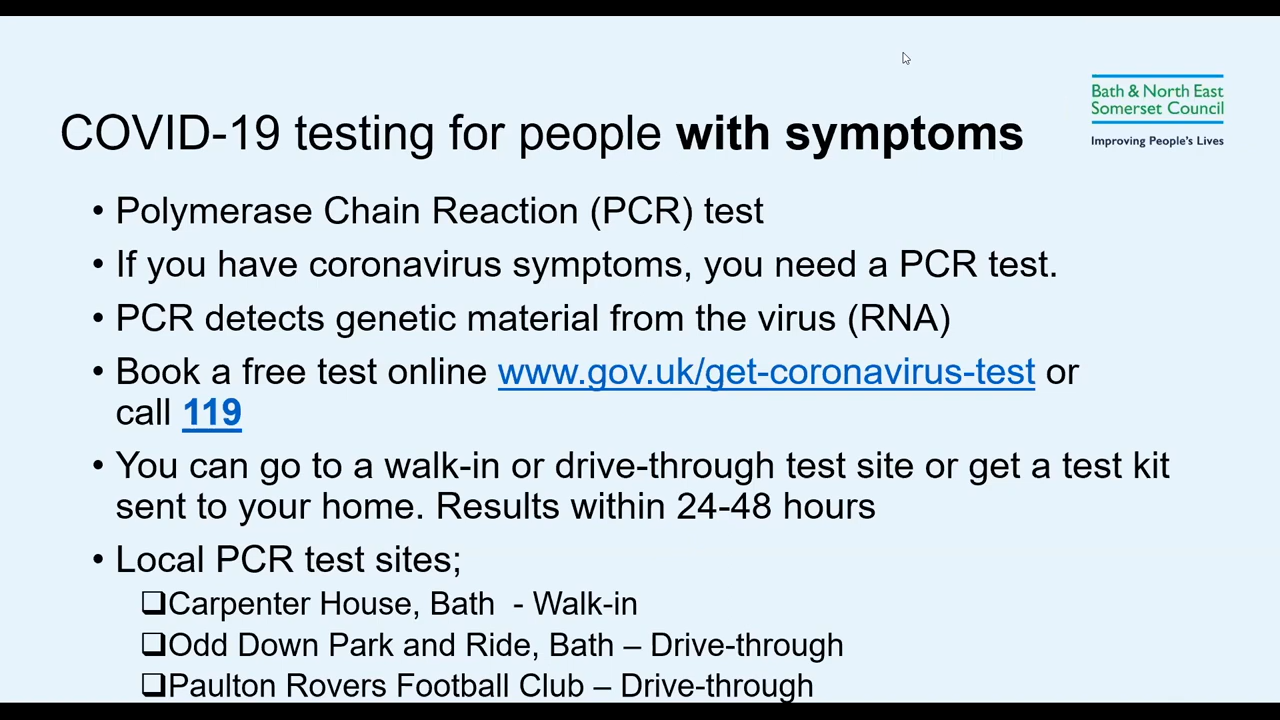 Bath & North East
Somerset Council
Improving People's Lives
COVID-19 testing for people with symptoms
• Polymerase Chain Reaction (PCR) test
• If you have coronavirus symptoms, you need a PCR test.
• PCR detects genetic material from the virus (RNA)
• Book a free test online www.gov.uk/get-coronavirus-test or
call 119
• You can go to a walk-in or drive-through test site or get a test kit
sent to your home. Results within 24-48 hours
• Local PCR test sites;
❑Carpenter House, Bath  - Walk-in
❑Odd Down Park and Ride, Bath – Drive-through
❑Paulton Rovers Football Club – Drive-through